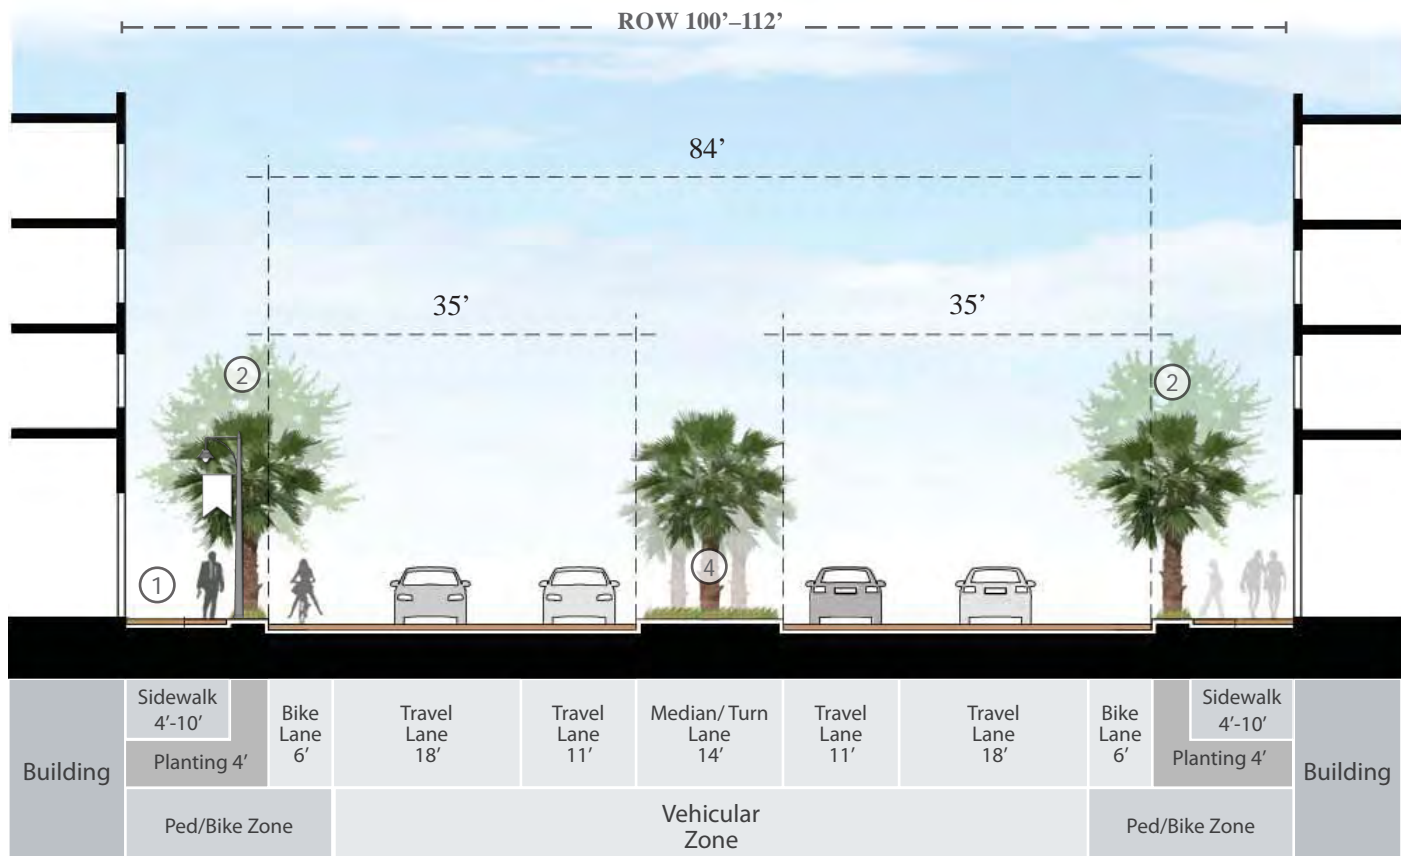 ROW 100’–112’
84’
35’
35’
2
2
1
4
Building
Sidewalk
4’-10’
Planting 4’
Bike
Lane
6’
Travel
Lane
18’
Travel
Lane
11’
Median/ Turn
Lane
14’
Travel
Lane
11’
Travel
Lane
18’
Bike
Lane
6’
Sidewalk
4’-10’
Planting 4’
Building
Ped/Bike Zone
Vehicular
Zone
Ped/Bike Zone